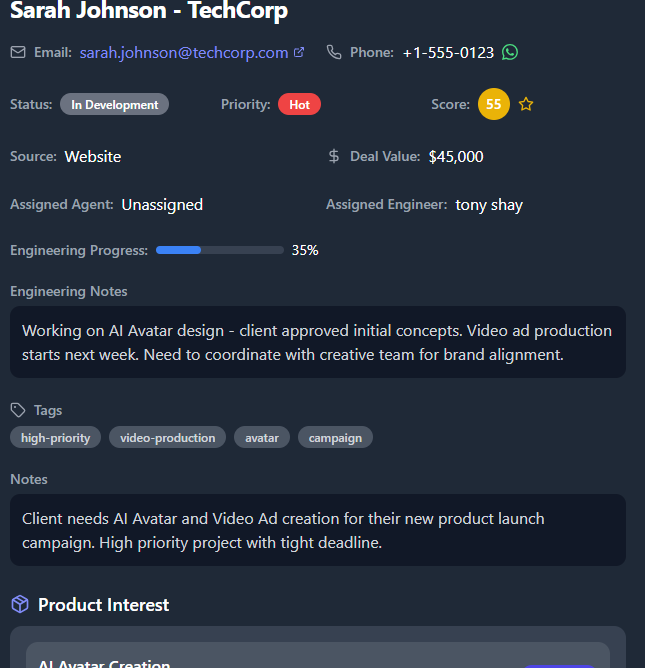 Sarah Johnson - TechCorp
Email: sarah.johnson@techcorp.com Phone: +1-555-0123
Status: In Development Priority: Hot Score: 55
Source: Website $ Deal Value: $45,000
Assigned Agent: Unassigned Assigned Engineer: tony shay
Engineering Progress: 35%
Engineering Notes
Working on AI Avatar design - client approved initial concepts. Video ad production
starts next week. Need to coordinate with creative team for brand alignment.
Tags
high-priority video-production avatar campaign
Notes
Client needs AI Avatar and Video Ad creation for their new product launch
campaign. High priority project with tight deadline.
Product Interest
AI Avatar Creation